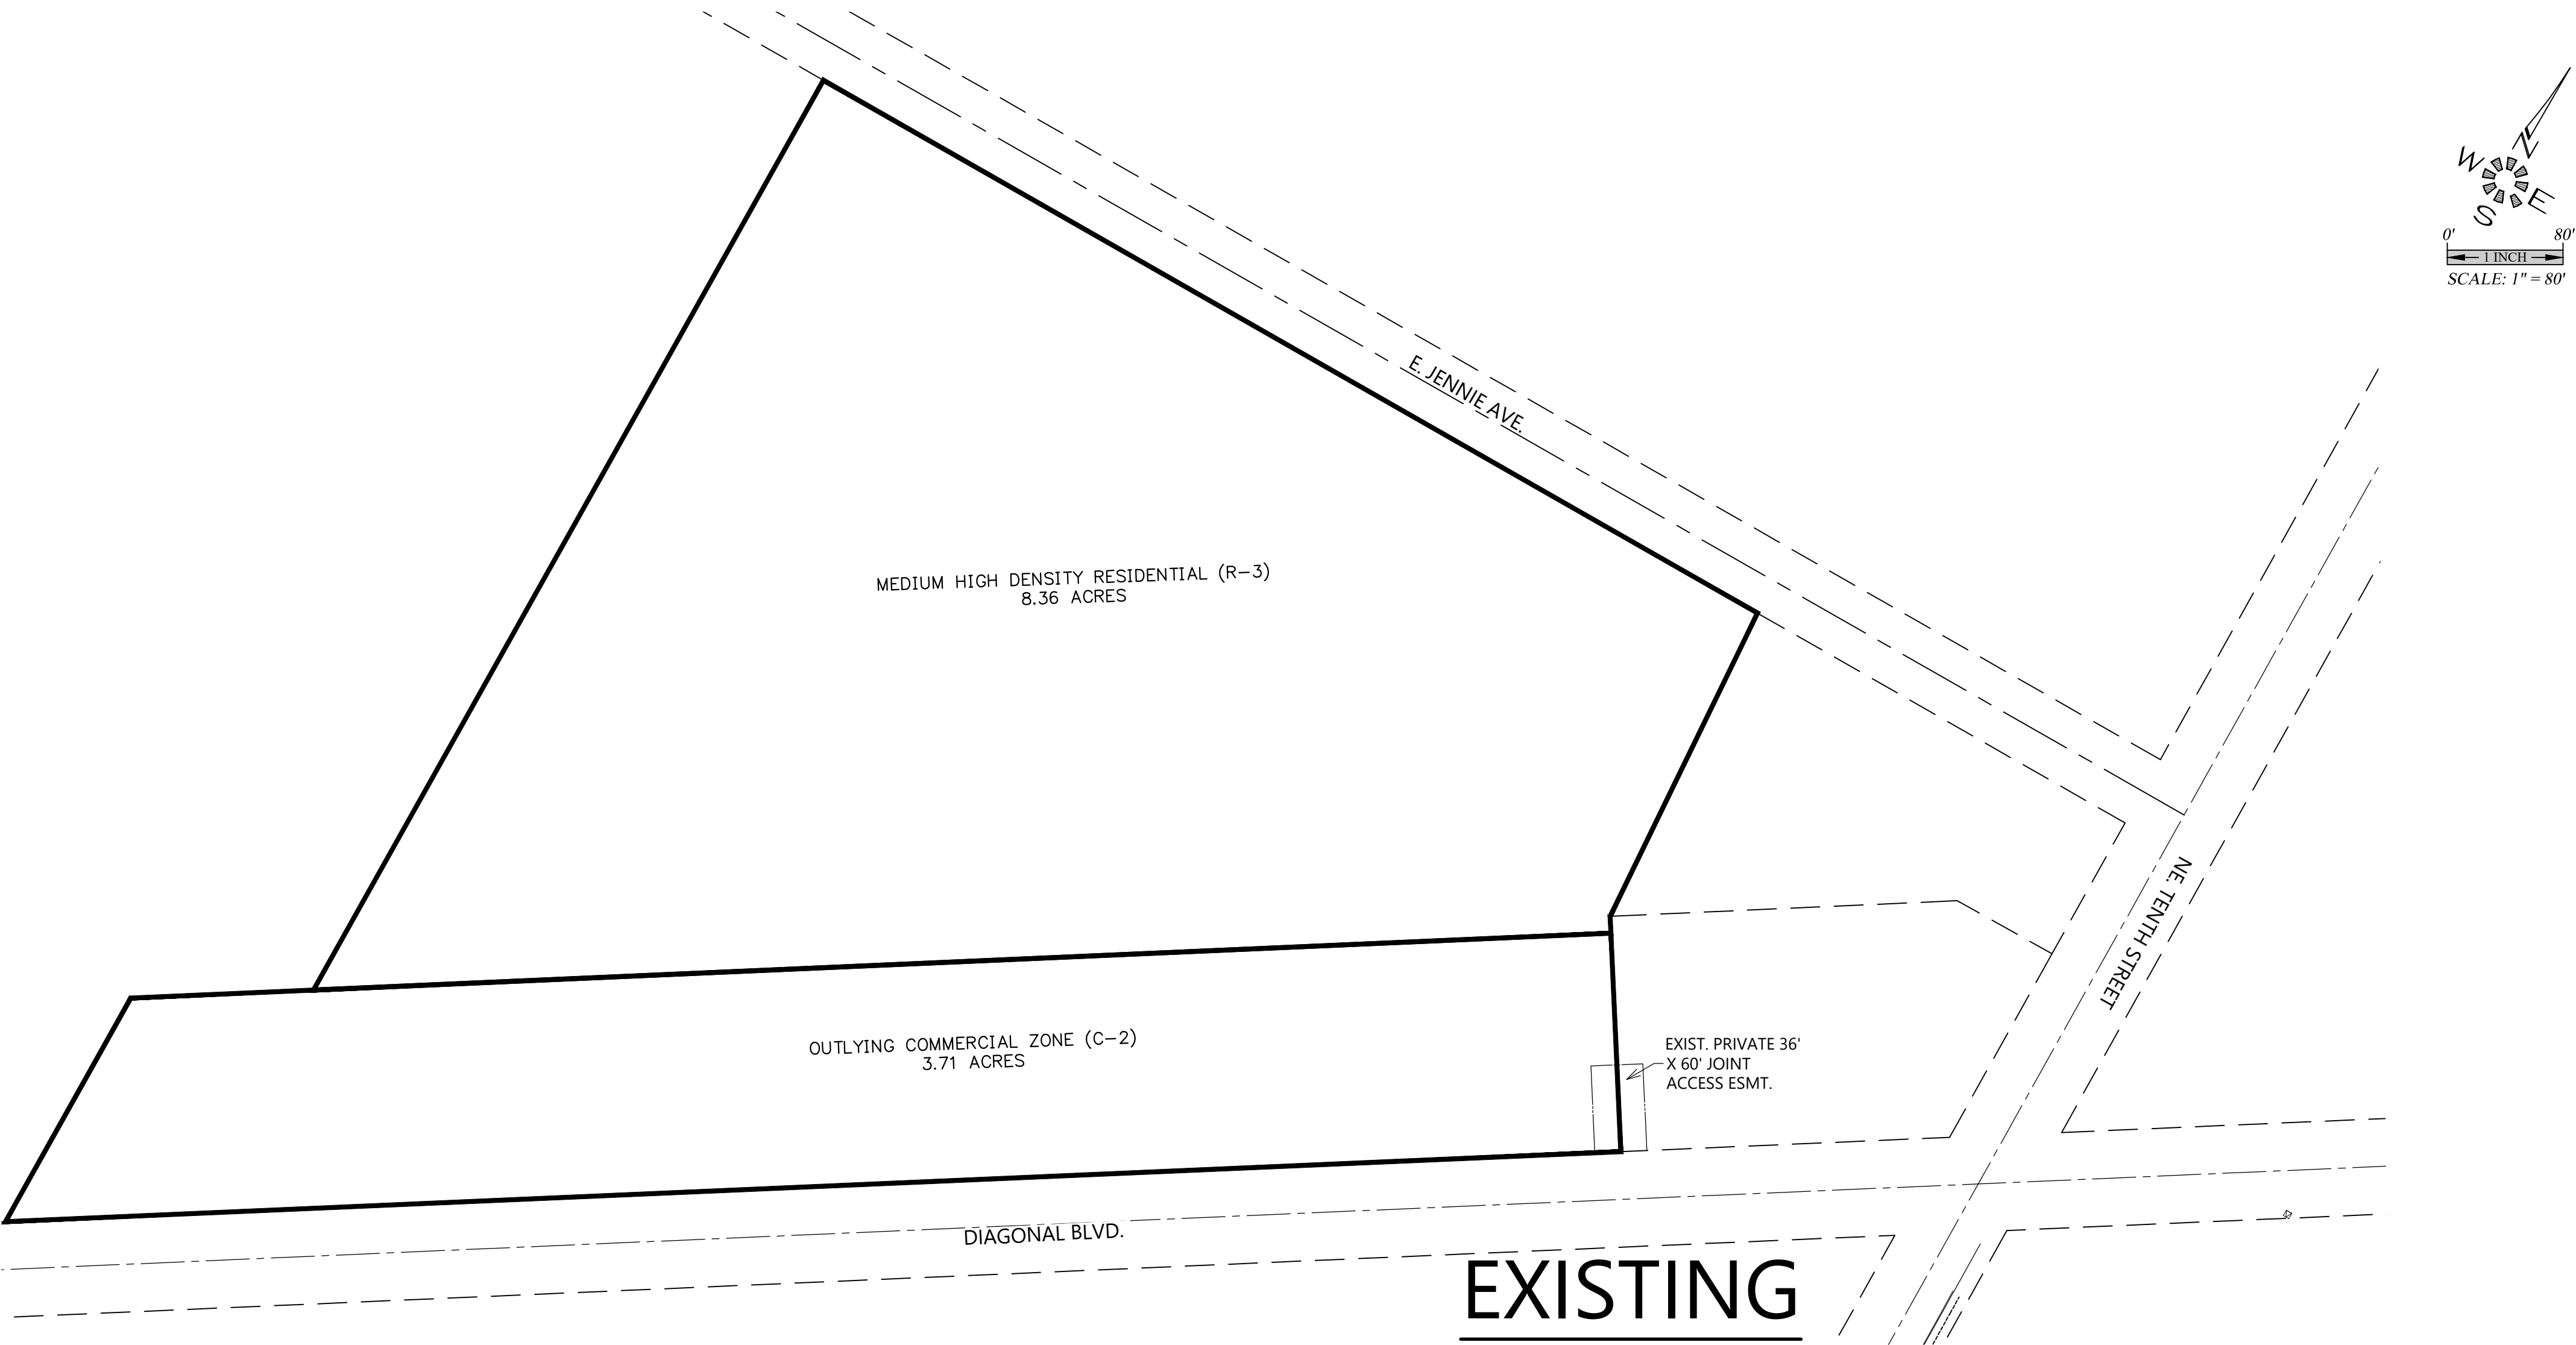 N
W
E
S
0' 80'
1 INCH
SCALE: 1" = 80'
E. JENNIE AVE.
MEDIUM HIGH DENSITY RESIDENTIAL (R-3)
8.36 ACRES
NE. TENTH STREET
OUTLYING COMMERCIAL ZONE (C-2)
3.71 ACRES
EXIST. PRIVATE 36'
X 60' JOINT
ACCESS ESMT.
DIAGONAL BLVD.
EXISTING